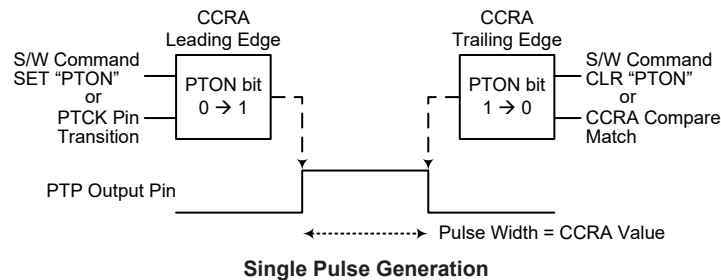 CCRA
Leading Edge
S/W Command
SET “PTON”
or
PTCK Pin
Transition
PTON bit
0 → 1
CCRA
Trailing Edge
PTON bit
1 → 0
S/W Command
CLR “PTON”
or
CCRA Compare
Match
PTP Output Pin
Pulse Width = CCRA Value
Single Pulse Generation